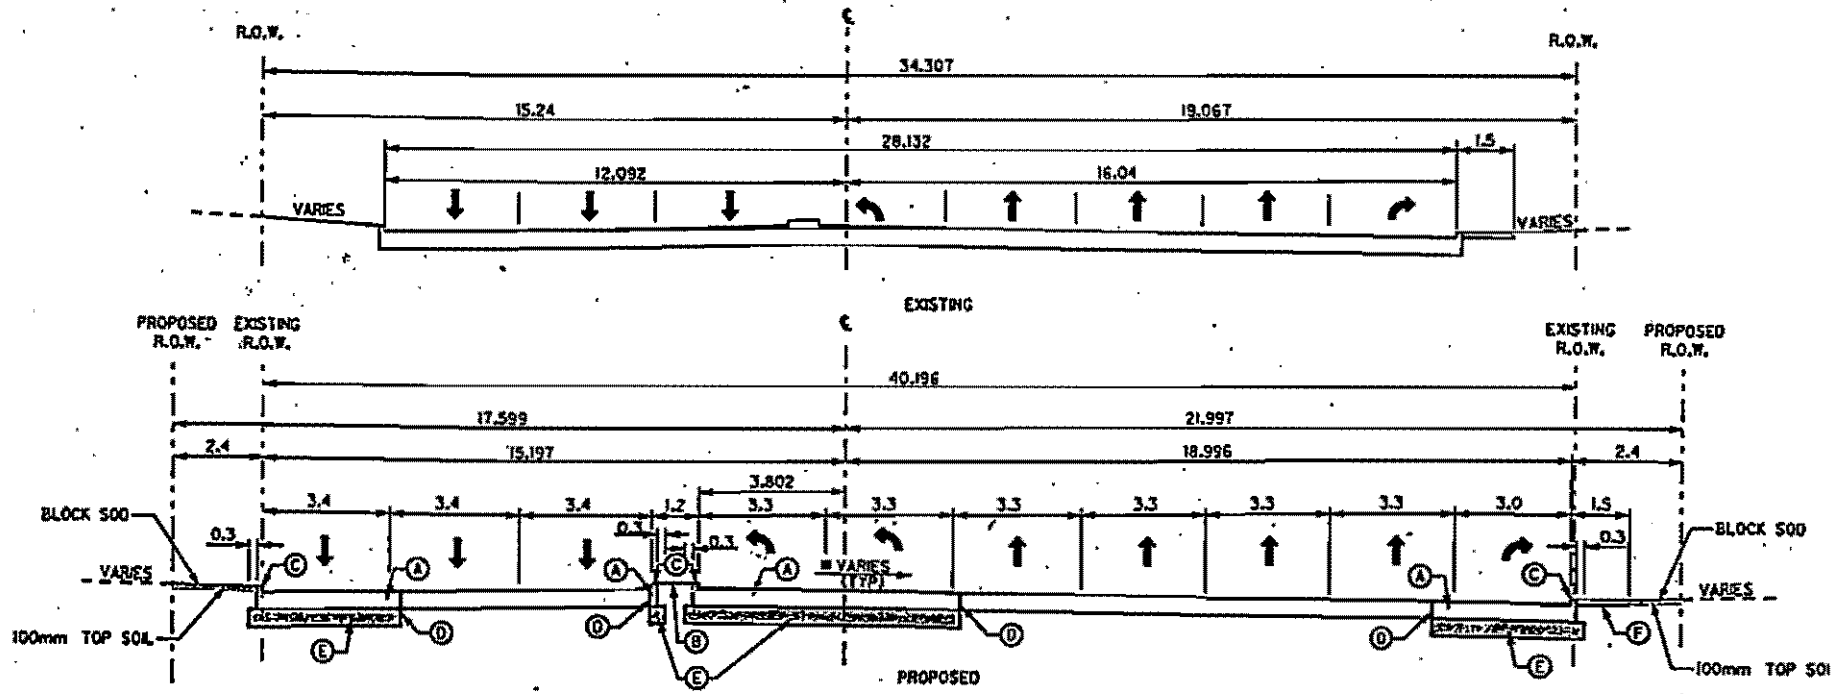 ℄
R.O.W.
R.O.W.
34.307
15.24
19.067
28.132
1.5
12.092
16.04
VARIES
VARIES
EXISTING
℄
PROPOSED R.O.W.
EXISTING R.O.W.
EXISTING R.O.W.
PROPOSED R.O.W.
40.196
17.599
21.997
2.4
15.197
18.996
2.4
3.802
3.4
3.4
3.4
1.2
3.3
3.3
3.3
3.3
3.3
3.3
3.0
1.5
BLOCK SOD
0.3
0.3
0.3
0.3
BLOCK SOD
VARIES
C
A
A
C
A
VARIES
(TYP)
A
C
VARIES
100mm TOP SOIL
E
D
D
B
E
D
D
E
F
100mm TOP SOI
PROPOSED